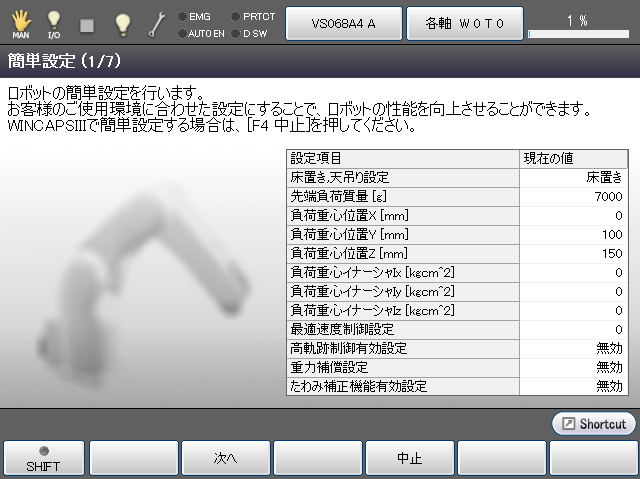 MAN
I/O
EMG
AUTO EN
PRTCT
D SW
VS068A4 A
各軸 W 0 T 0
1 %
簡単設定 (1/7)
ロボットの簡単設定を行います。
お客様のご使用環境に合わせた設定にすることで、ロボットの性能を向上させることができます。
WINCAPSIIIで簡単設定する場合は、[F4 中止]を押してください。
設定項目 現在の値
床置き,天吊り設定 床置き
先端負荷質量 [g] 7000
負荷重心位置X [mm] 0
負荷重心位置Y [mm] 100
負荷重心位置Z [mm] 150
負荷重心イナーシャIx [kgcm^2] 0
負荷重心イナーシャIy [kgcm^2] 0
負荷重心イナーシャIz [kgcm^2] 0
最適速度制御設定 0
高軌跡制御有効設定 無効
重力補償設定 無効
たわみ補正機能有効設定 無効
Shortcut
SHIFT
次へ
中止